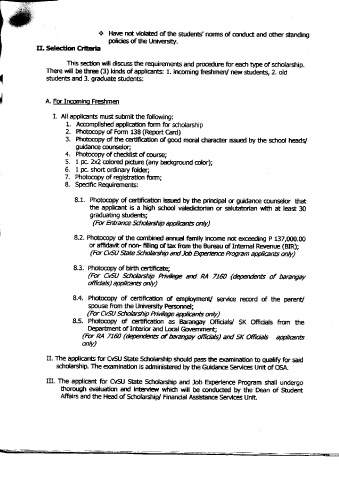 ❖ Have not violated of the students' norms of conduct and other standing
policies of the University.
II. Selection Criteria
This section will discuss the requirements and procedure for each type of scholarship.
There will be three (3) kinds of applicants: 1. incoming freshmen/ new students, 2. old
students and 3. graduate students:
A. For Incoming Freshmen
I. All applicants must submit the following:
1. Accomplished application form for scholarship
2. Photocopy of Form 138 (Report Card)
3. Photocopy of the certification of good moral character issued by the school heads/
guidance counselor;
4. Photocopy of checklist of course;
5. 1 pc. 2x2 colored picture (any background color);
6. 1 pc. short ordinary folder;
7. Photocopy of registration form;
8. Specific Requirements:
8.1. Photocopy of certification issued by the principal or guidance counselor that
the applicant is a high school valedictorian or salutatorian with at least 30
graduating students;
(For Entrance Scholarship applicants only)
8.2. Photocopy of the combined annual family income not exceeding P 137,000.00
or affidavit of non- filing of tax from the Bureau of Internal Revenue (BIR);
(For CvSU State Scholarship and Job Experience Program applicants only)
8.3. Photocopy of birth certificate;
(For CvSU Scholarship Privilege and RA 7160 (dependents of barangay
officials) applicants only)
8.4. Photocopy of certification of employment/ service record of the parent/
spouse from the University Personnel;
(For CvSU Scholarship Privilege applicants only)
8.5. Photocopy of certification as Barangay Officials/ SK Officials from the
Department of Interior and Local Government;
(For RA 7160 (dependents of barangay officials) and SK Officials applicants
only)
II. The applicants for CvSU State Scholarship should pass the examination to qualify for said
scholarship. The examination is administered by the Guidance Services Unit of OSA.
III. The applicant for CvSU State Scholarship and Job Experience Program shall undergo
thorough evaluation and interview which will be conducted by the Dean of Student
Affairs and the Head of Scholarship/ Financial Assistance Services Unit.